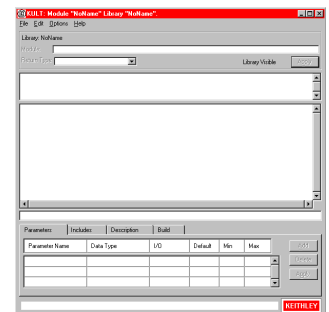 KULT: Module "NoName" Library "NoName".
File Edit Options Help
Library: NoName
Module:
Return Type:
Library Visible Apply
Parameters Includes Description Build
Parameter Name Data Type I/O Default Min Max
Add
Delete
Apply
KEITHLEY